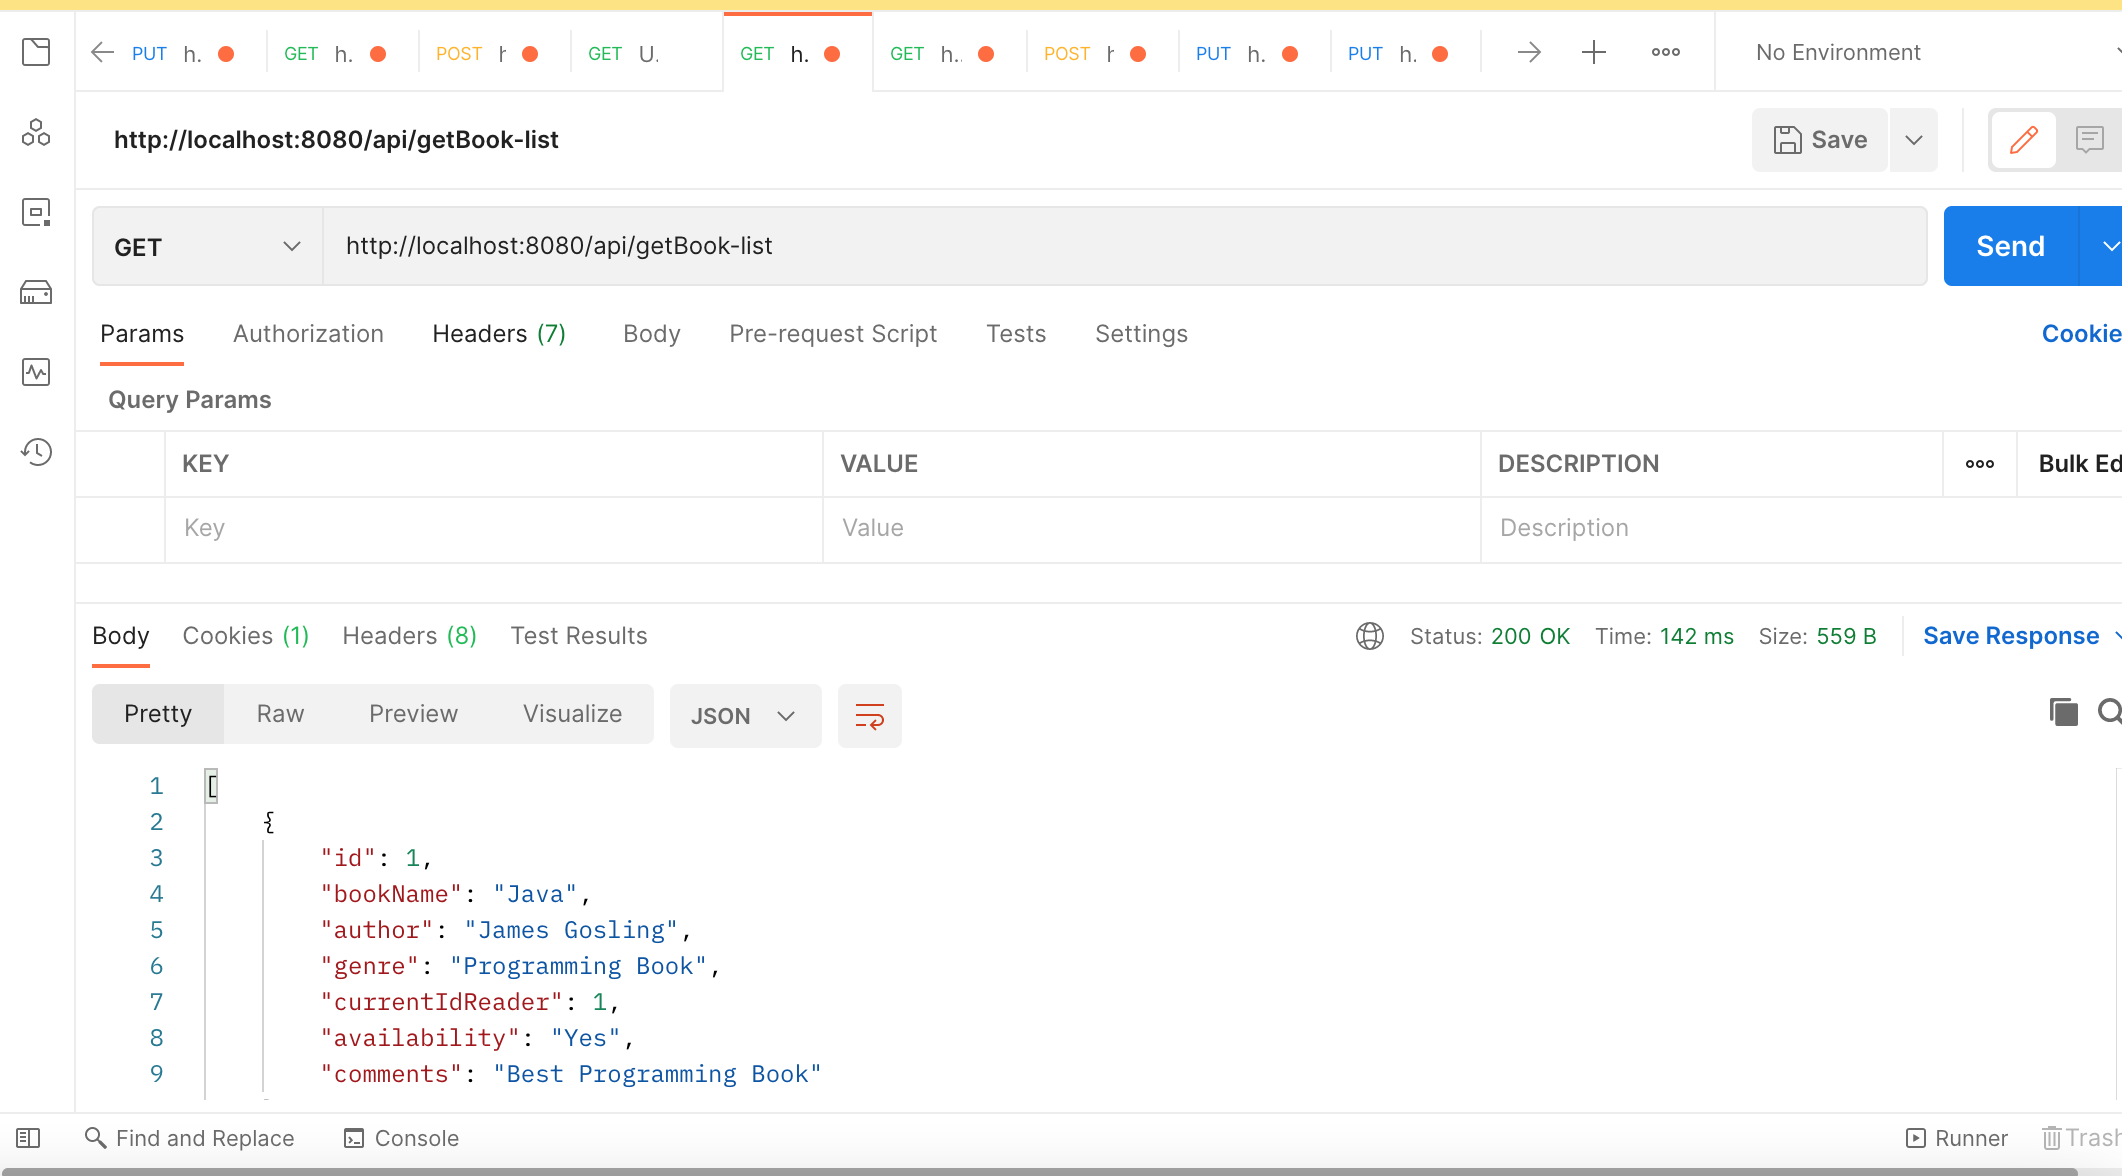 PUT h. GET h. POST r GET U. GET h. GET h.. POST r PUT h. PUT h. No Environment
http://localhost:8080/api/getBook-list
Save
GET http://localhost:8080/api/getBook-list Send
Params Authorization Headers (7) Body Pre-request Script Tests Settings Cookie
Query Params
KEY VALUE DESCRIPTION Bulk Ed
Key Value Description
Body Cookies (1) Headers (8) Test Results Status: 200 OK Time: 142 ms Size: 559 B Save Response
Pretty Raw Preview Visualize JSON
1 [
2 {
3 "id": 1,
4 "bookName": "Java",
5 "author": "James Gosling",
6 "genre": "Programming Book",
7 "currentIdReader": 1,
8 "availability": "Yes",
9 "comments": "Best Programming Book"
Find and Replace Console Runner Trash